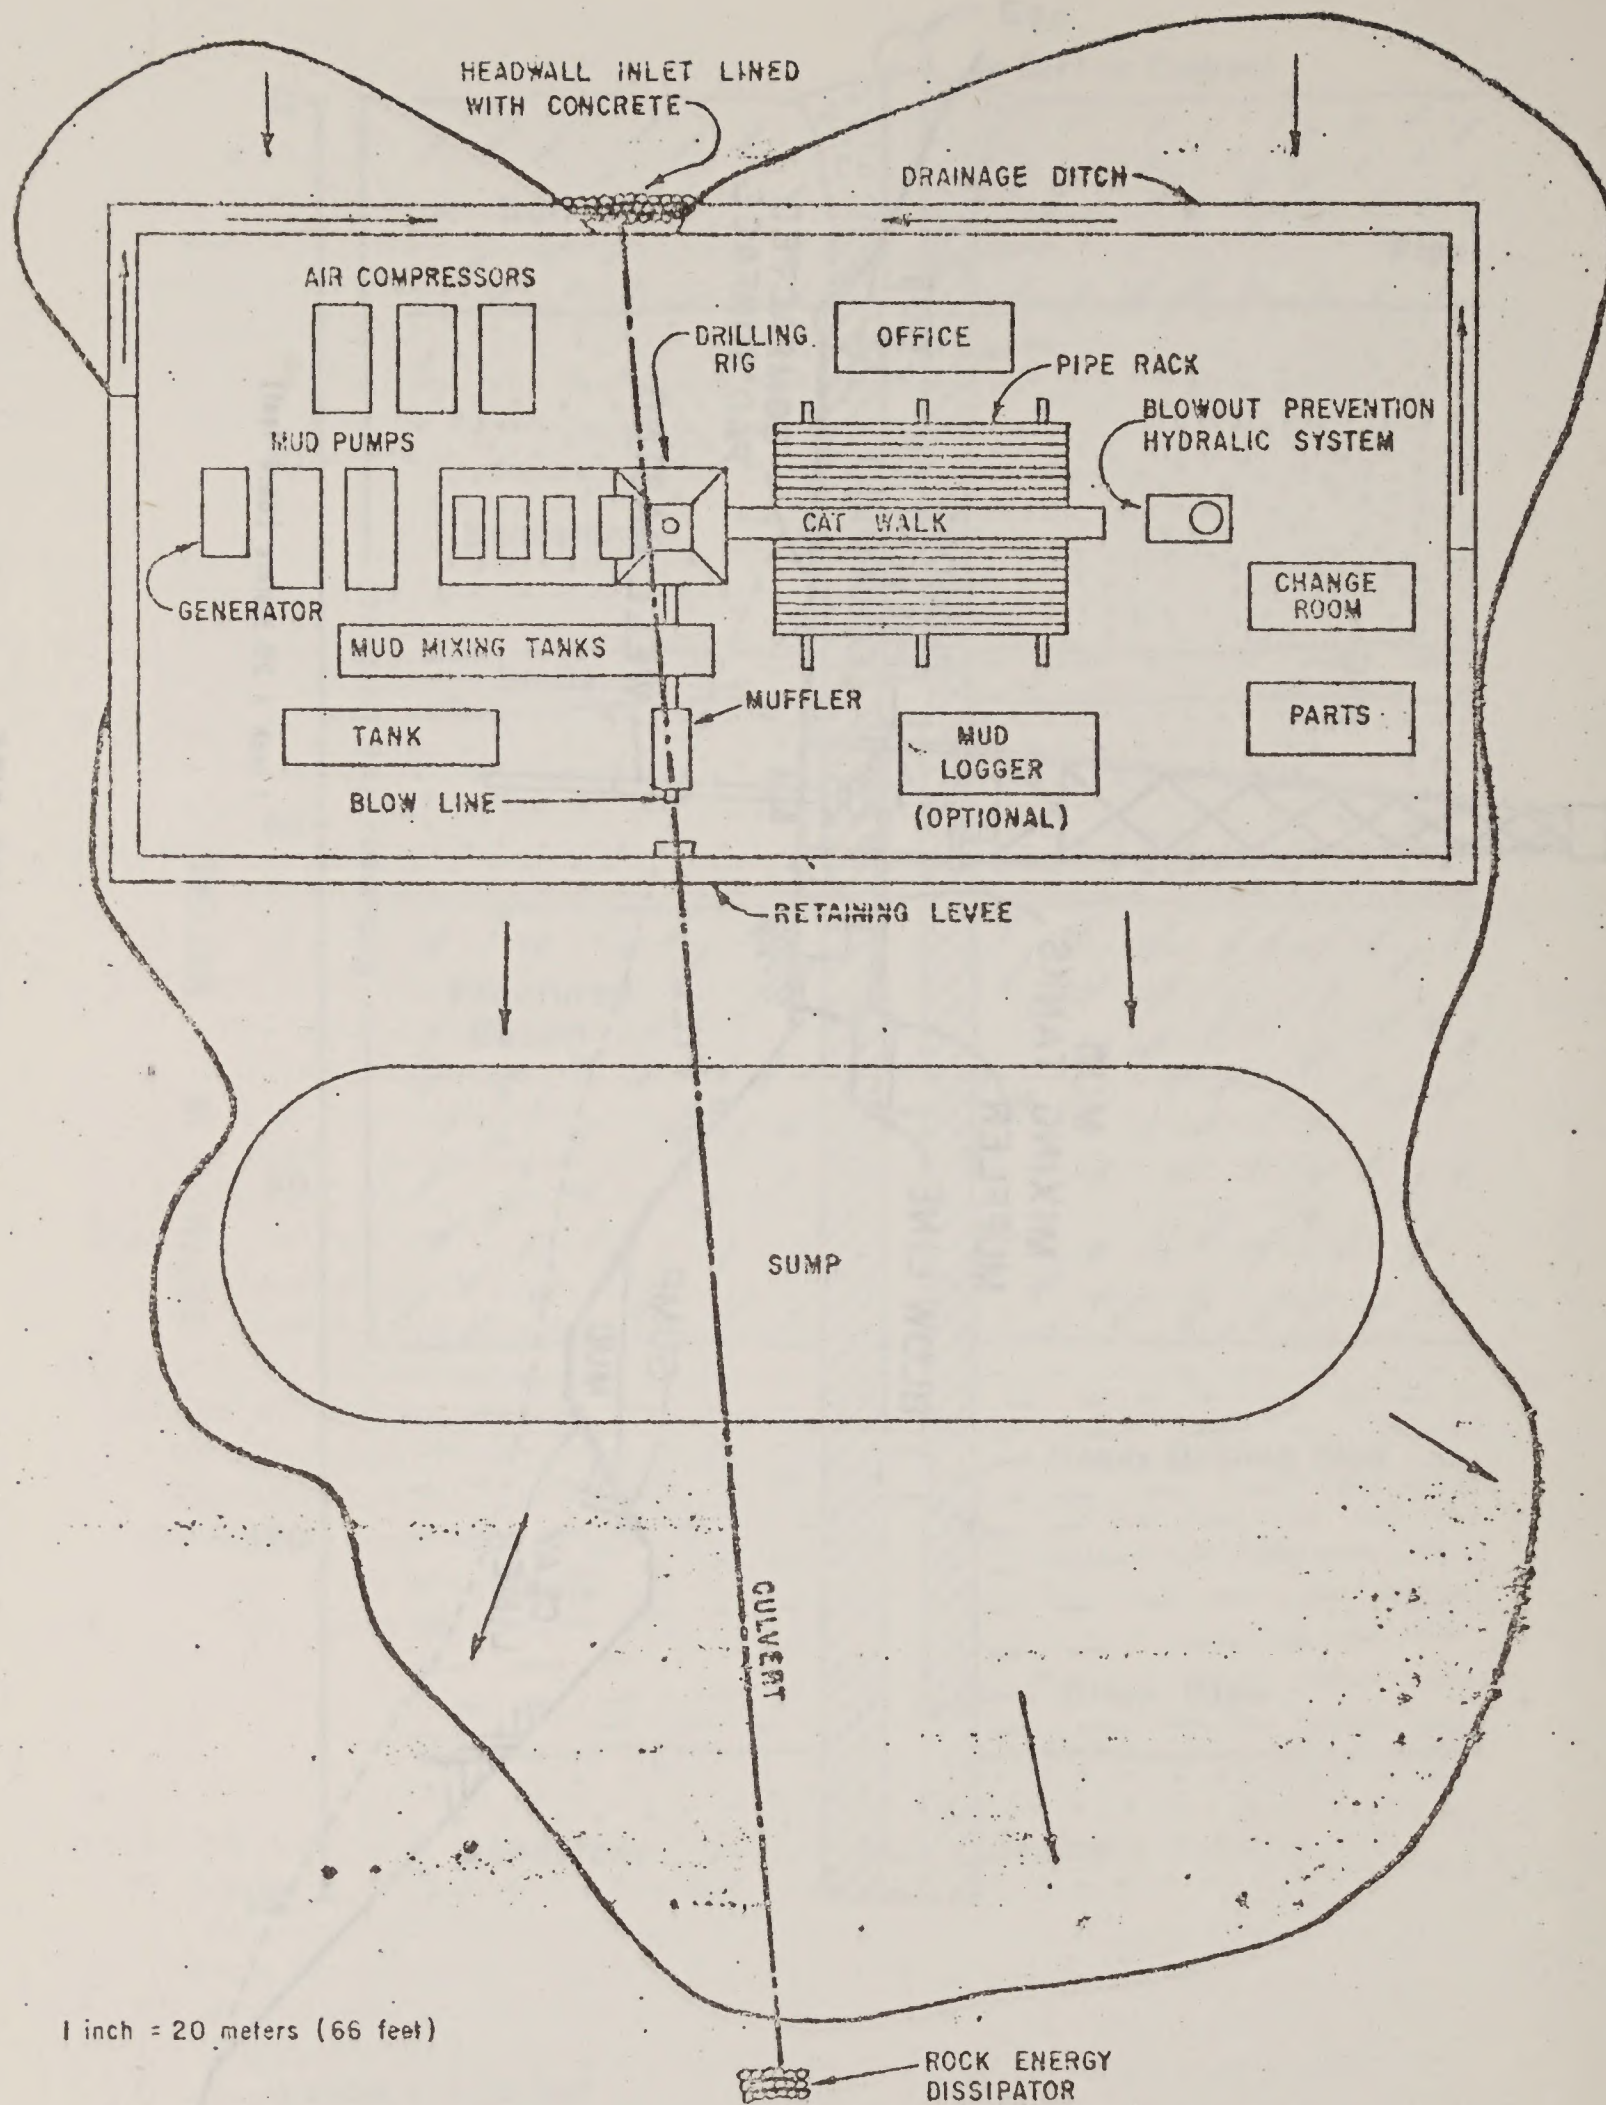 HEADWALL INLET LINED
WITH CONCRETE
DRAINAGE DITCH
AIR COMPRESSORS
DRILLING
RIG
OFFICE
PIPE RACK
BLOWOUT PREVENTION
HYDRALIC SYSTEM
MUD PUMPS
CAT WALK
GENERATOR
CHANGE
ROOM
MUD MIXING TANKS
MUFFLER
PARTS
TANK
MUD
LOGGER
(OPTIONAL)
BLOW LINE
RETAINING LEVEE
SUMP
CULVERT
1 inch = 20 meters (66 feet)
ROCK ENERGY
DISSIPATOR